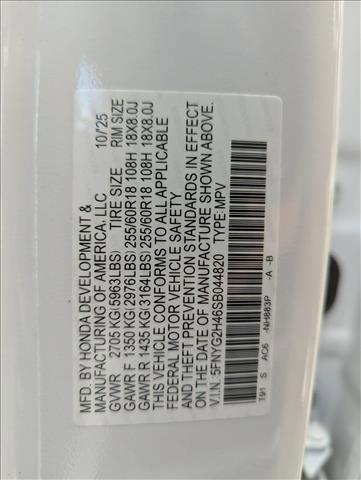 MFD. BY HONDA DEVELOPMENT & 10/25
MANUFACTURING OF AMERICA, LLC
GVWR 2705 KG(5963LBS) TIRE SIZE RIM SIZE
GAWR F 1350 KG(2976LBS) 255/60R18 108H 18X8.0J
GAWR R 1435 KG(3164LBS) 255/60R18 108H 18X8.0J
THIS VEHICLE CONFORMS TO ALL APPLICABLE
FEDERAL MOTOR VEHICLE SAFETY
AND THEFT PREVENTION STANDARDS IN EFFECT
ON THE DATE OF MANUFACTURE SHOWN ABOVE.
V.I.N.:5FNYG2H46SB044820 TYPE:MPV
T91 S AC6 -NH883P -A -B